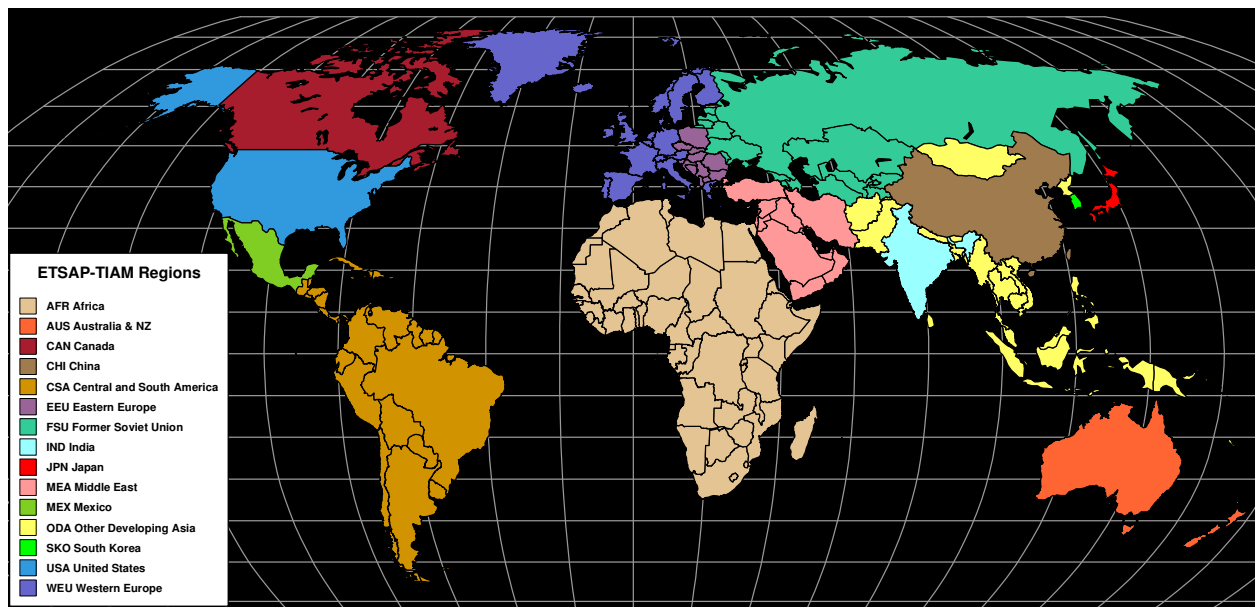 ETSAP-TIAM Regions
AFR Africa
AUS Australia & NZ
CAN Canada
CHI China
CSA Central and South America
EEU Eastern Europe
FSU Former Soviet Union
IND India
JPN Japan
MEA Middle East
MEX Mexico
ODA Other Developing Asia
SKO South Korea
USA United States
WEU Western Europe